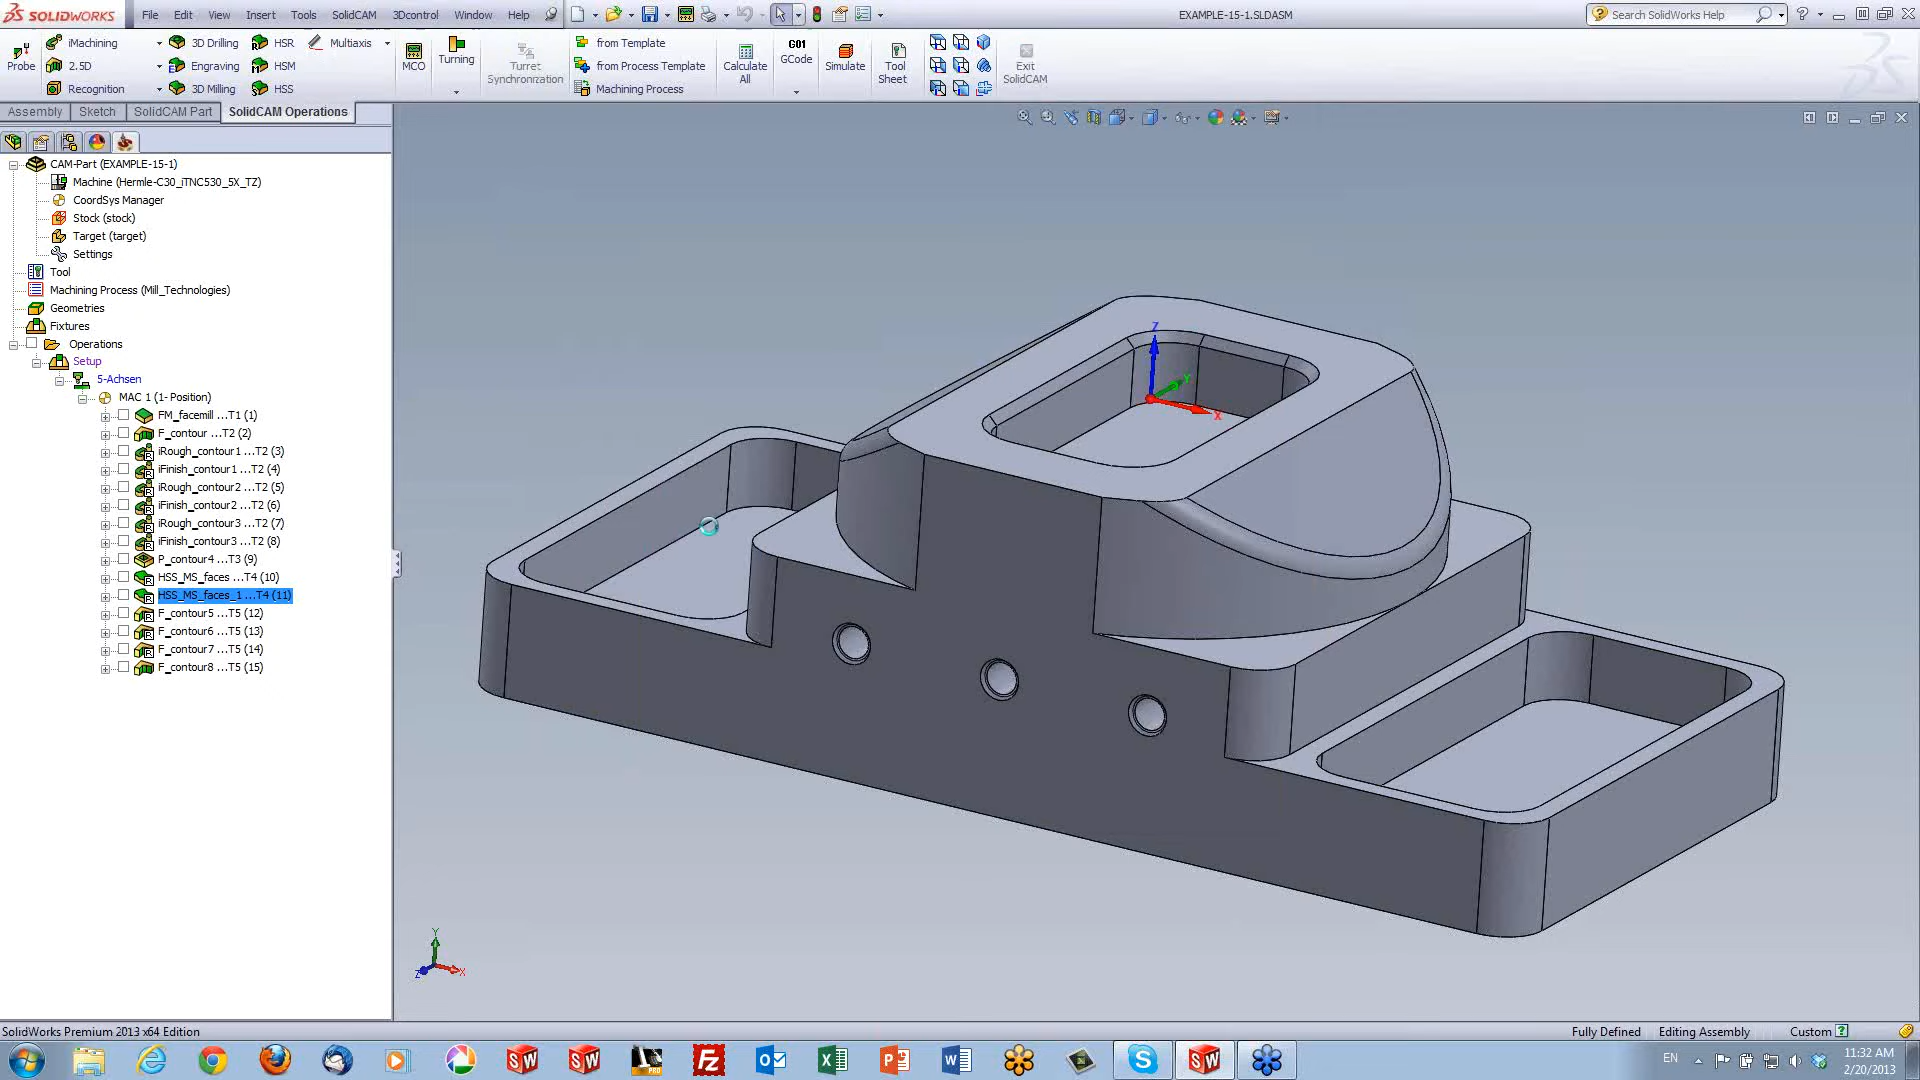 SOLIDWORKS File Edit View Insert Tools SolidCAM 3Dcontrol Window Help EXAMPLE-15-1.SLDASM Search SolidWorks Help
iMachining 3D Drilling HSR Multiaxis from Template
Probe 2.5D Engraving HSM MCO Turning Turret Synchronization from Process Template Calculate All G01 GCode Simulate Tool Sheet Exit SolidCAM
Recognition 3D Milling HSS Machining Process
Assembly Sketch SolidCAM Part SolidCAM Operations
CAM-Part (EXAMPLE-15-1)
Machine (Hermle-C30_iTNC530_5X_TZ)
CoordSys Manager
Stock (stock)
Target (target)
Settings
Tool
Machining Process (Mill_Technologies)
Geometries
Fixtures
Operations
Setup
5-Achsen
MAC 1 (1- Position)
FM_facemill ...T1 (1)
F_contour ...T2 (2)
iRough_contour1 ...T2 (3)
iFinish_contour1 ...T2 (4)
iRough_contour2 ...T2 (5)
iFinish_contour2 ...T2 (6)
iRough_contour3 ...T2 (7)
iFinish_contour3 ...T2 (8)
P_contour4 ...T3 (9)
HSS_MS_faces ...T4 (10)
HSS_MS_faces_1 ...T4 (11)
F_contour5 ...T5 (12)
F_contour6 ...T5 (13)
F_contour7 ...T5 (14)
F_contour8 ...T5 (15)
Z
Y
X
Y
Z X
SolidWorks Premium 2013 x64 Edition Fully Defined Editing Assembly Custom
EN 11:32 AM
2/20/2013